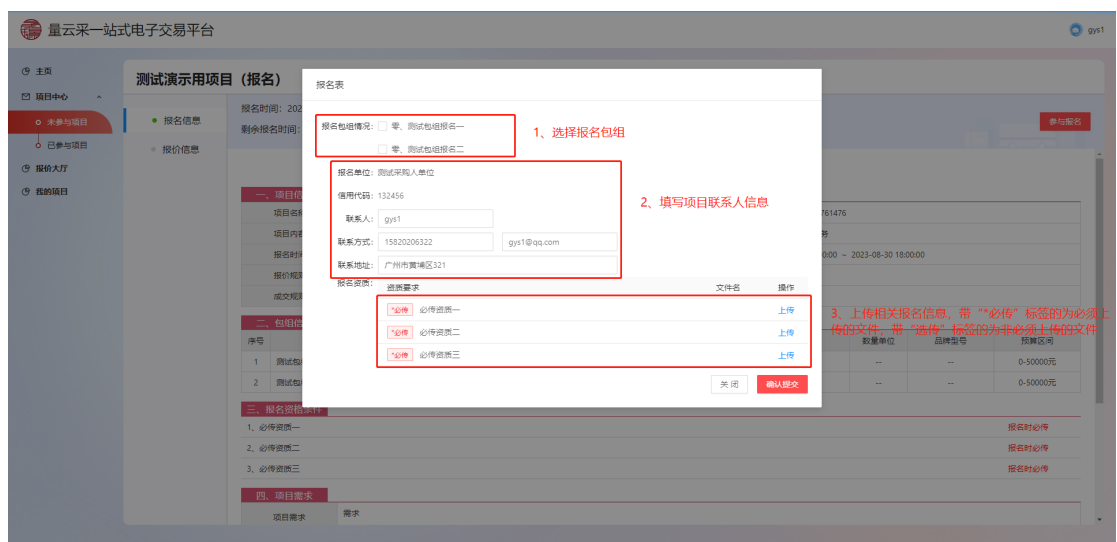 量云采一站式电子交易平台
gys1
主页
项目中心
未参与项目
已参与项目
报价大厅
我的项目
测试演示用项目（报名）
报名信息
报价信息
报名时间：202
剩余报名时间：
参与报名
报名表
报名包组情况：
零、测试包组报名一
零、测试包组报名二
1、选择报名包组
报名单位：测试采购人单位
信用代码：132456
联系人：gys1
联系方式：15820206322 gys1@qq.com
联系地址：广州市黄埔区321
2、填写项目联系人信息
报名资质：
资质要求 文件名 操作
*必传 必传资质一 上传
*必传 必传资质二 上传
*必传 必传资质三 上传
3、上传相关报名信息，带“*必传”标签的为必须上
传的文件，带“选传”标签的为非必须上传的文件
关闭 确认提交
一、项目信
项目名称
761476
项目内容
报名时间
0:00 ~ 2023-08-30 18:00:00
报价规则
成交规则
二、包组信
序号 数量单位 品牌型号 预算区间
1 测试包 -- -- 0-50000元
2 测试包 -- -- 0-50000元
三、报名资格条件
1、必传资质一 报名时必传
2、必传资质二 报名时必传
3、必传资质三 报名时必传
四、项目需求
项目需求 需求